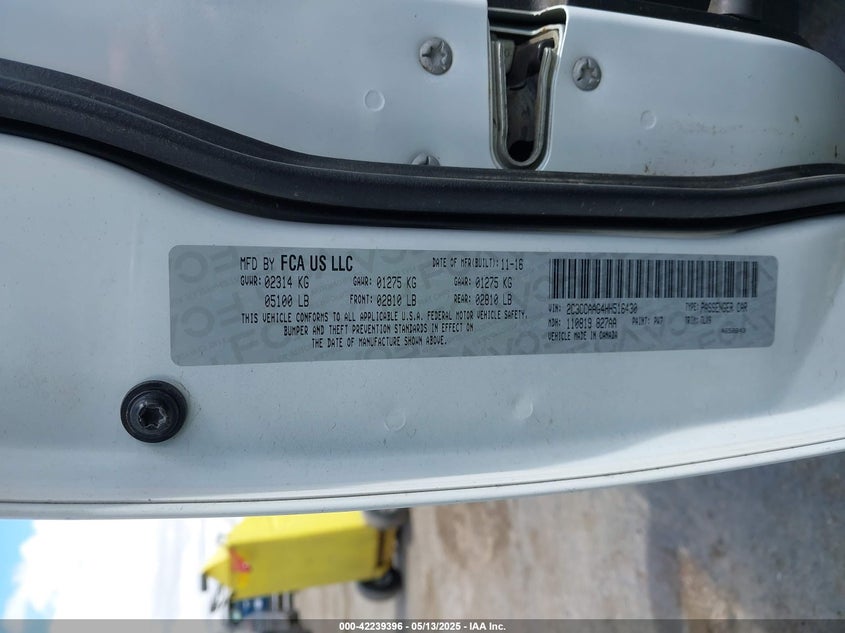 MFD BY FCA US LLC
DATE OF MFR(BUILT): 11-16
GVWR: 02314 KG
GAWR: 01275 KG
GAWR: 01275 KG
05100 LB
FRONT: 02810 LB
REAR: 02810 LB
THIS VEHICLE CONFORMS TO ALL APPLICABLE U.S.A. FEDERAL MOTOR VEHICLE SAFETY,
BUMPER AND THEFT PREVENTION STANDARDS IN EFFECT ON
THE DATE OF MANUFACTURE SHOWN ABOVE.
VIN: 2C3CCAAG4HH516430
TYPE: PASSENGER CAR
MDH: 110819 027AA
PAINT: PW7
TRIM:
VEHICLE MADE IN CANADA
000-42239396 - 05/13/2025 - IAA Inc.